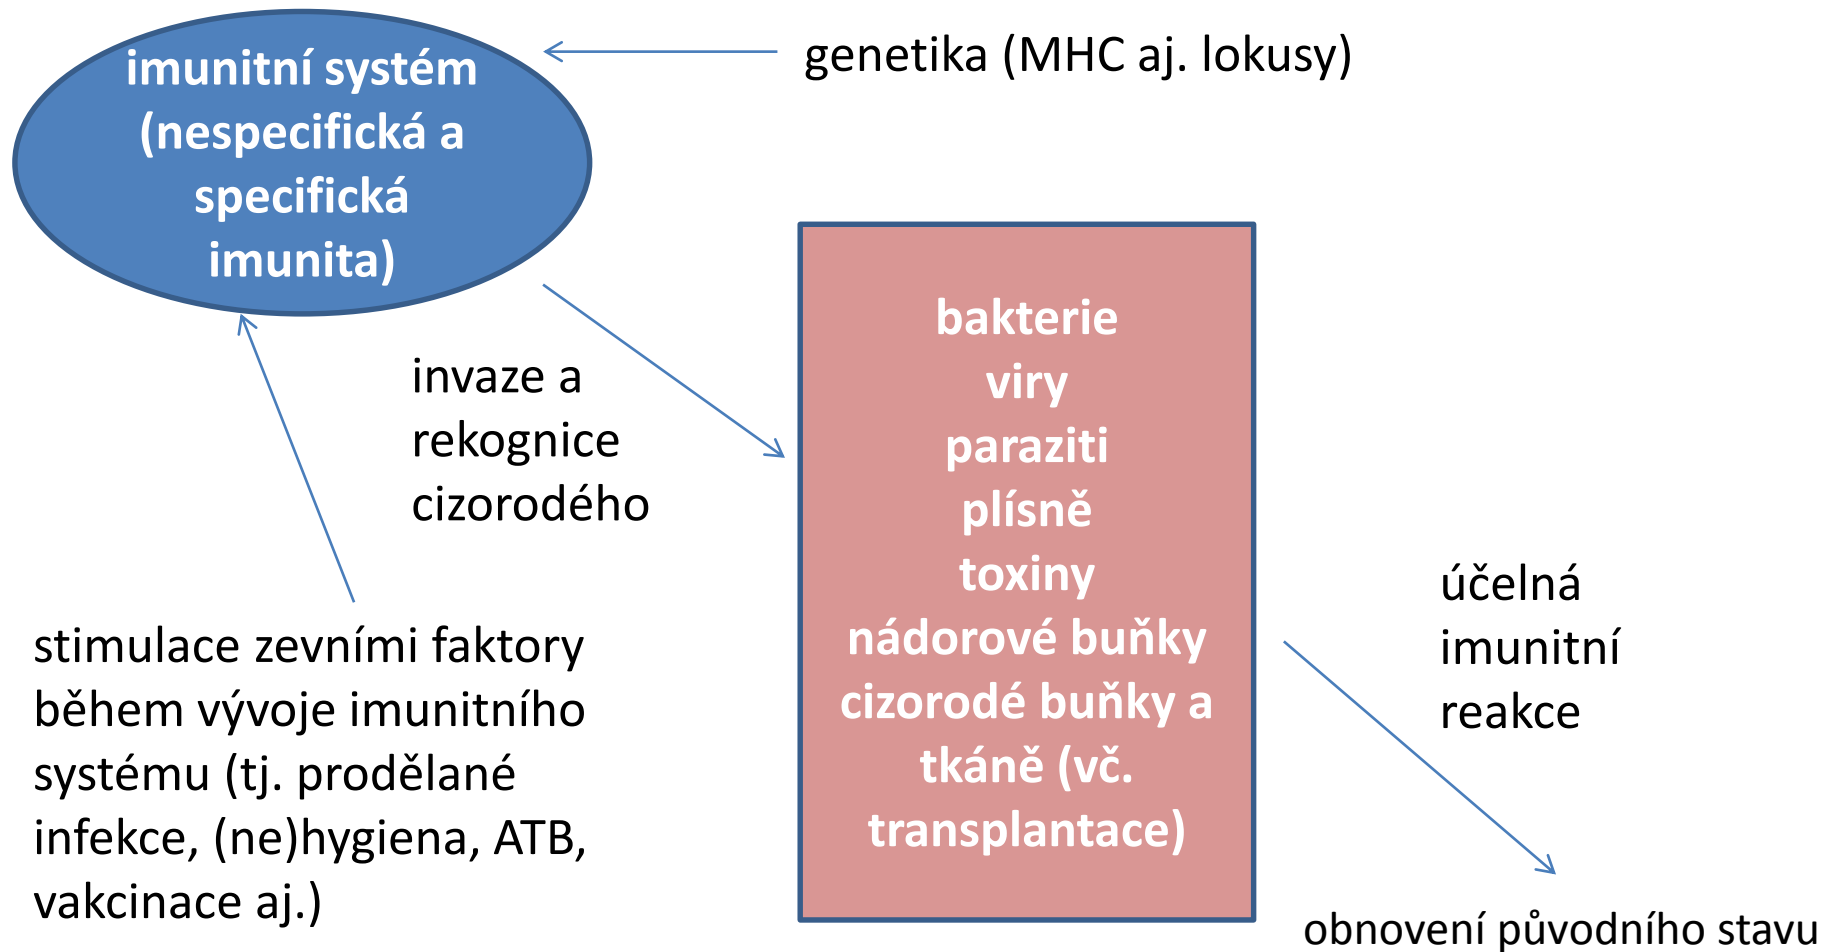 imunitní systém
(nespecifická a
specifická
imunita)
genetika (MHC aj. lokusy)
invaze a
rekognice
cizorodého
stimulace zevními faktory
během vývoje imunitního
systému (tj. prodělané
infekce, (ne)hygiena, ATB,
vakcinace aj.)
bakterie
viry
paraziti
plísně
toxiny
nádorové buňky
cizorodé buňky a
tkáně (vč.
transplantace)
účelná
imunitní
reakce
obnovení původního stavu